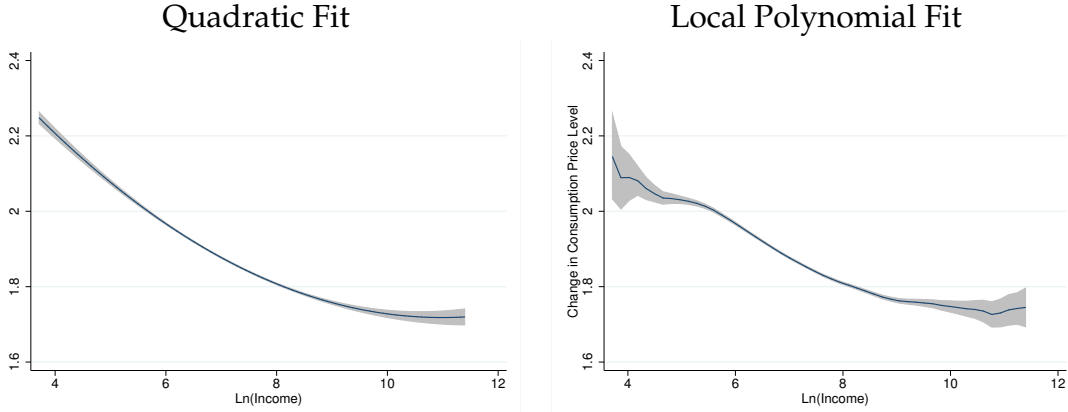 Quadratic Fit
2.4
2.2
2
1.8
1.6
4 6 8 10 12
Ln(Income)
Local Polynomial Fit
Change in Consumption Price Level
2.4
2.2
2
1.8
1.6
4 6 8 10 12
Ln(Income)